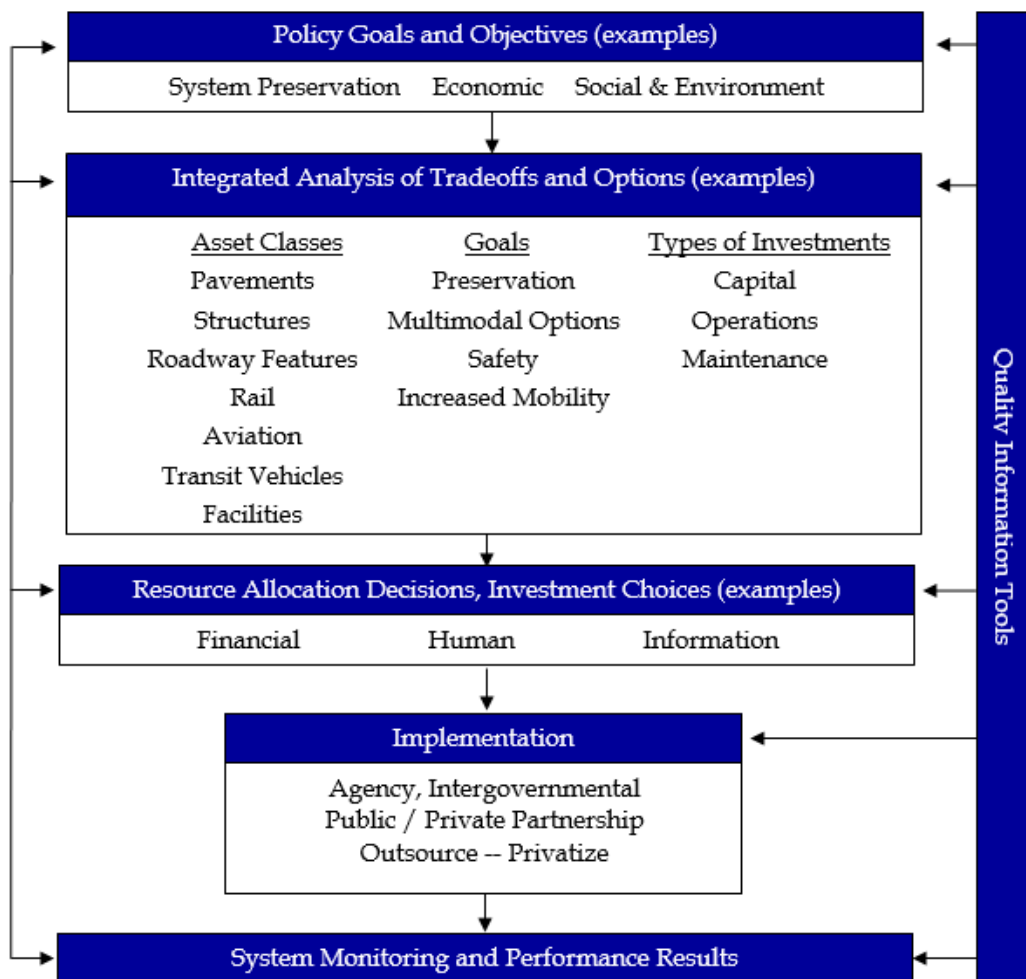 Policy Goals and Objectives (examples)
System Preservation Economic Social & Environment
Integrated Analysis of Tradeoffs and Options (examples)
Asset Classes
Pavements
Structures
Roadway Features
Rail
Aviation
Transit Vehicles
Facilities
Goals
Preservation
Multimodal Options
Safety
Increased Mobility
Types of Investments
Capital
Operations
Maintenance
Resource Allocation Decisions, Investment Choices (examples)
Financial Human Information
Implementation
Agency, Intergovernmental
Public / Private Partnership
Outsource -- Privatize
System Monitoring and Performance Results
Quality Information Tools